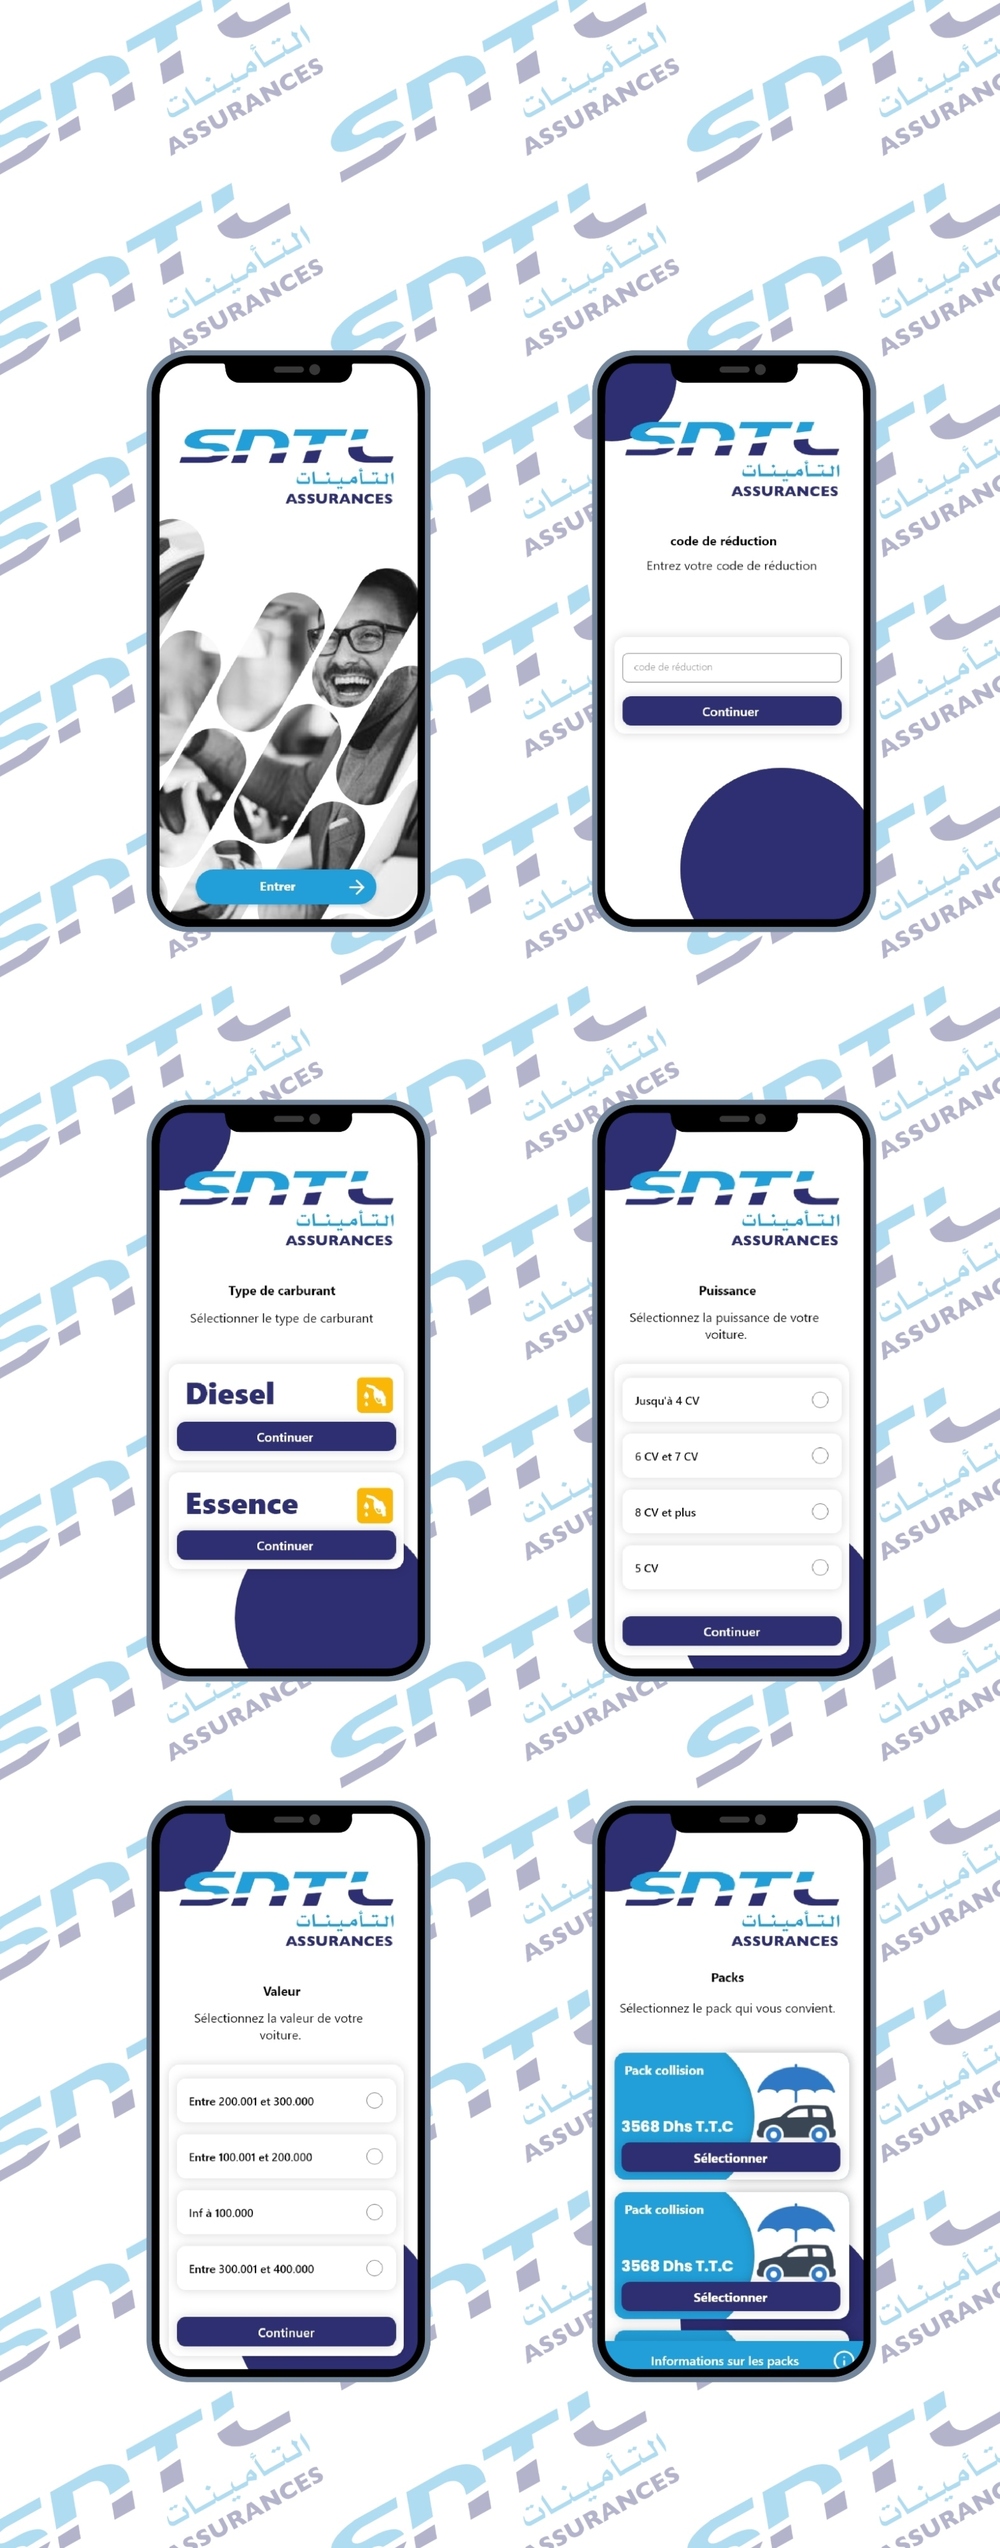 SNTL
التأمينات
ASSURANCES
Entrer
SNTL
التأمينات
ASSURANCES
code de réduction
Entrez votre code de réduction
code de réduction
Continuer
SNTL
التأمينات
ASSURANCES
Type de carburant
Sélectionner le type de carburant
Diesel
Continuer
Essence
Continuer
SNTL
التأمينات
ASSURANCES
Puissance
Sélectionnez la puissance de votre
voiture.
Jusqu'à 4 CV
6 CV et 7 CV
8 CV et plus
5 CV
Continuer
SNTL
التأمينات
ASSURANCES
Valeur
Sélectionnez la valeur de votre
voiture.
Entre 200.001 et 300.000
Entre 100.001 et 200.000
Inf à 100.000
Entre 300.001 et 400.000
Continuer
SNTL
التأمينات
ASSURANCES
Packs
Sélectionnez le pack qui vous convient.
Pack collision
3568 Dhs T.T.C
Sélectionner
Pack collision
3568 Dhs T.T.C
Sélectionner
Informations sur les packs